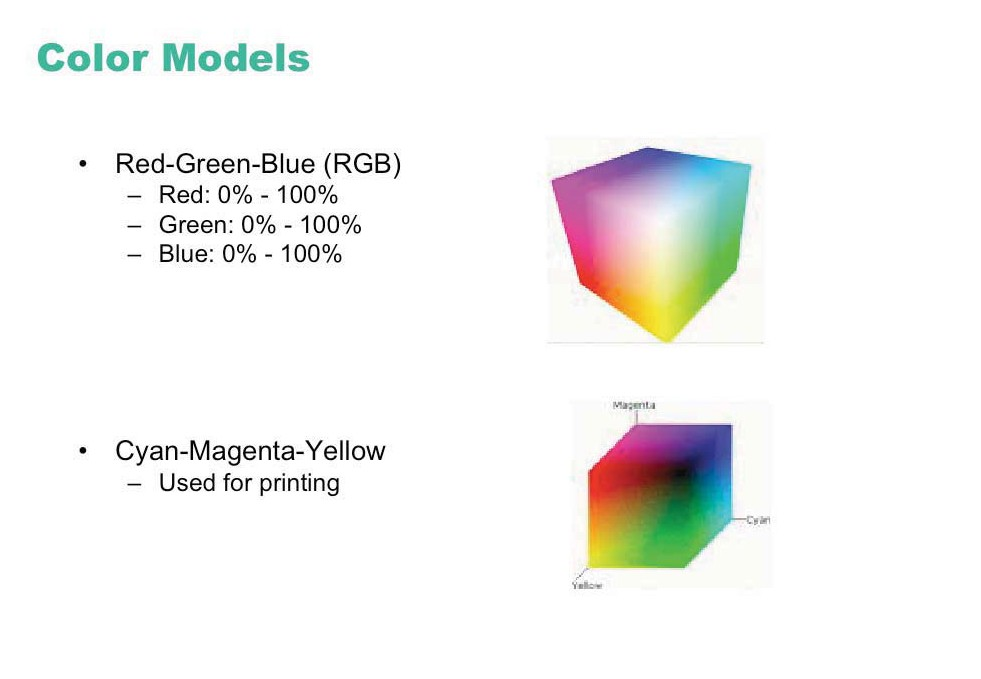 Color Models
• Red-Green-Blue (RGB)
– Red: 0% - 100%
– Green: 0% - 100%
– Blue: 0% - 100%
Magenta
• Cyan-Magenta-Yellow
– Used for printing
Cyan
Yellow